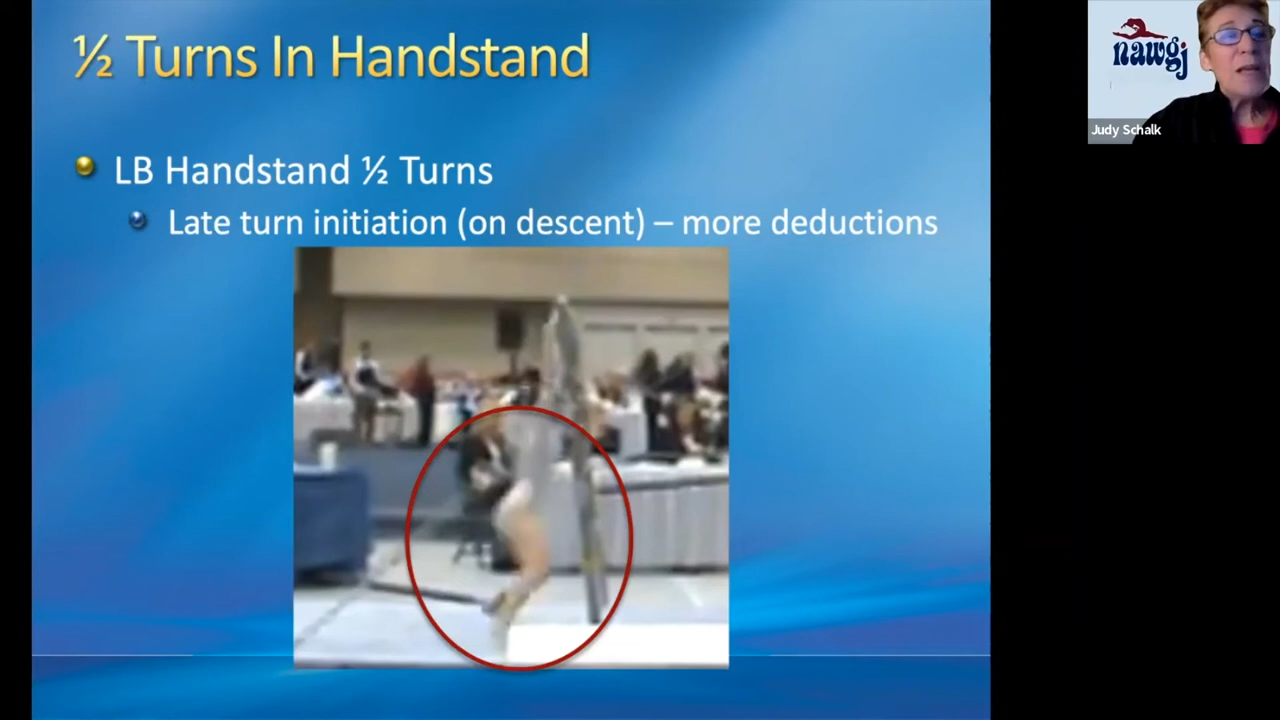 ½ Turns In Handstand
LB Handstand ½ Turns
Late turn initiation (on descent) – more deductions
nawgj
Judy Schalk